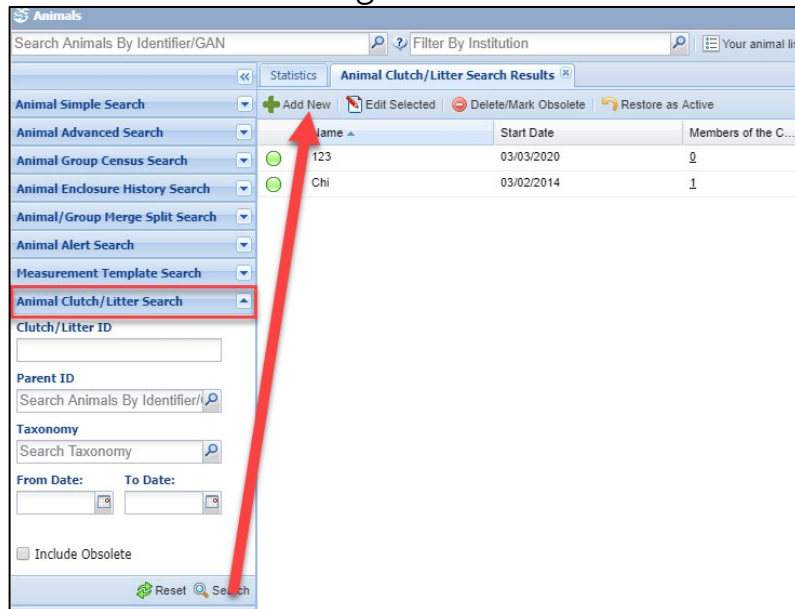 Animals
Search Animals By Identifier/GAN
Filter By Institution
Your animal lis
Statistics
Animal Clutch/Litter Search Results
Animal Simple Search
Animal Advanced Search
Animal Group Census Search
Animal Enclosure History Search
Animal/Group Merge Split Search
Animal Alert Search
Measurement Template Search
Animal Clutch/Litter Search
Clutch/Litter ID
Parent ID
Search Animals By Identifier/
Taxonomy
Search Taxonomy
From Date: To Date:
Include Obsolete
Reset Search
Add New Edit Selected Delete/Mark Obsolete Restore as Active
Name Start Date Members of the C...
123 03/03/2020 0
Chi 03/02/2014 1